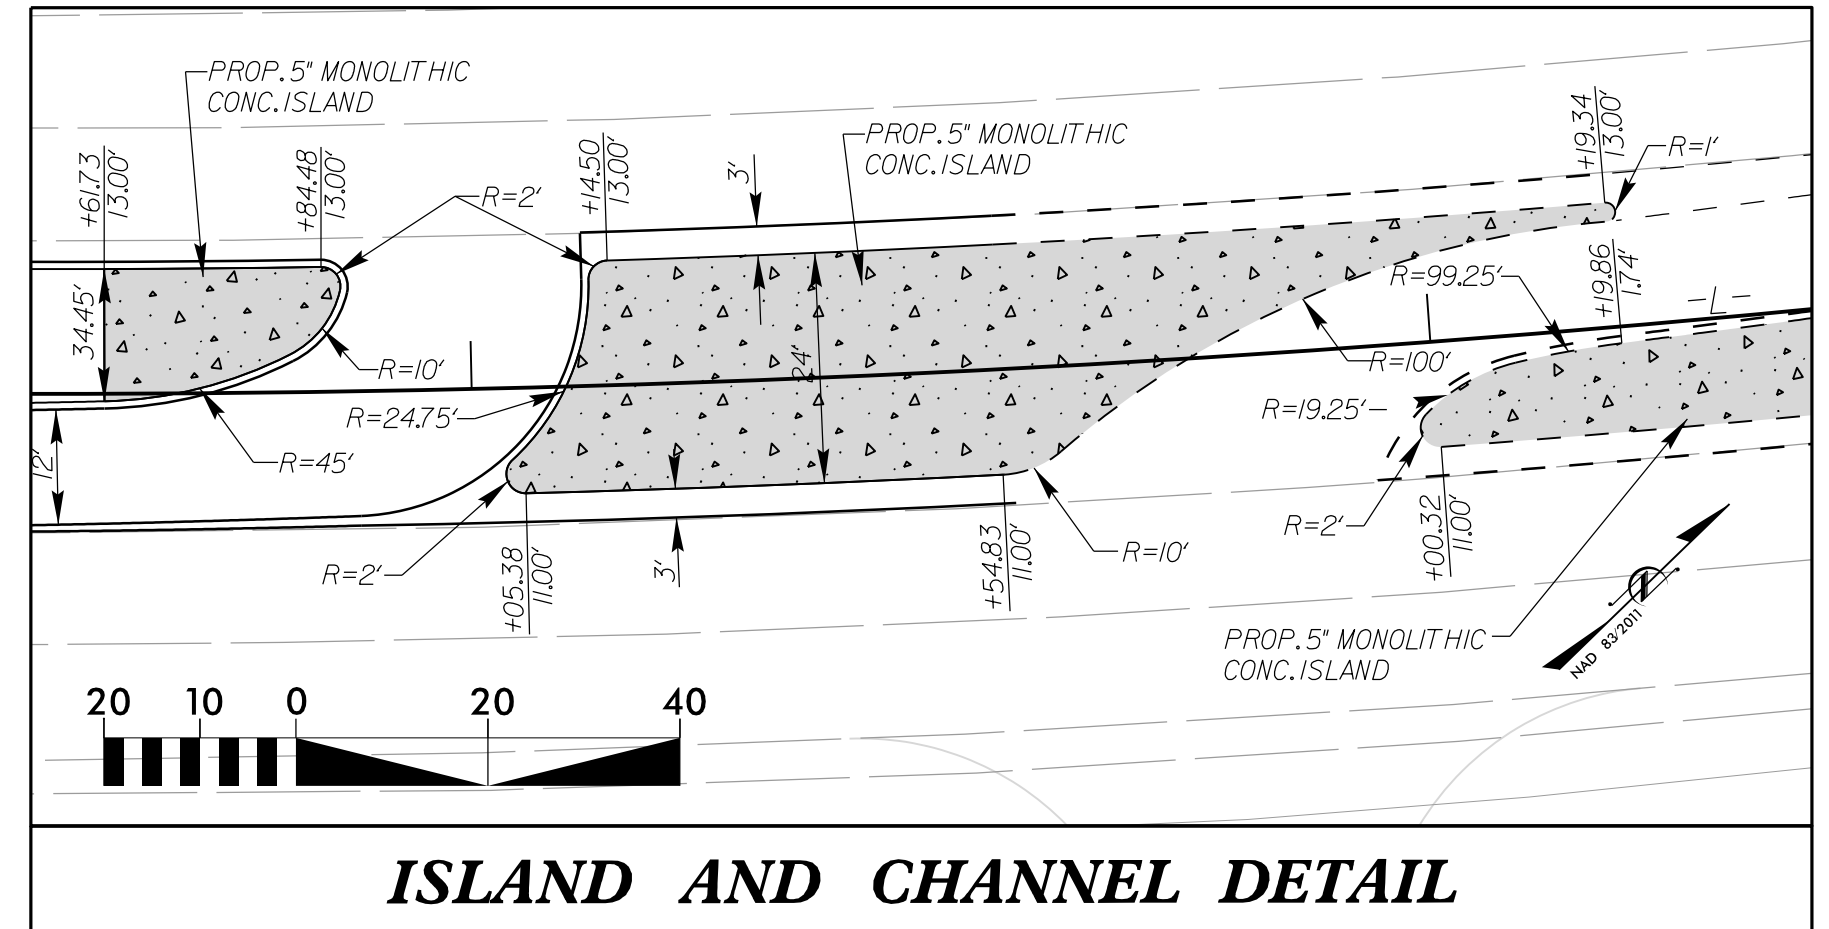 PROP. 5" MONOLITHIC
CONC. ISLAND
+61.73
13.00'
+84.48
13.00'
R=2'
+14.50
13.00'
3'
PROP. 5" MONOLITHIC
CONC. ISLAND
+19.34
13.00'
R=1'
34.45'
R=10'
R=24.75'
R=45'
12'
24'
R=99.25'
+19.86
1.74'
L
R=100'
R=19.25'
R=2'
+05.38
11.00'
3'
+54.83
11.00'
R=10'
R=2'
+00.32
11.00'
PROP. 5" MONOLITHIC
CONC. ISLAND
NAD 83/2011
20 10 0 20 40
ISLAND AND CHANNEL DETAIL